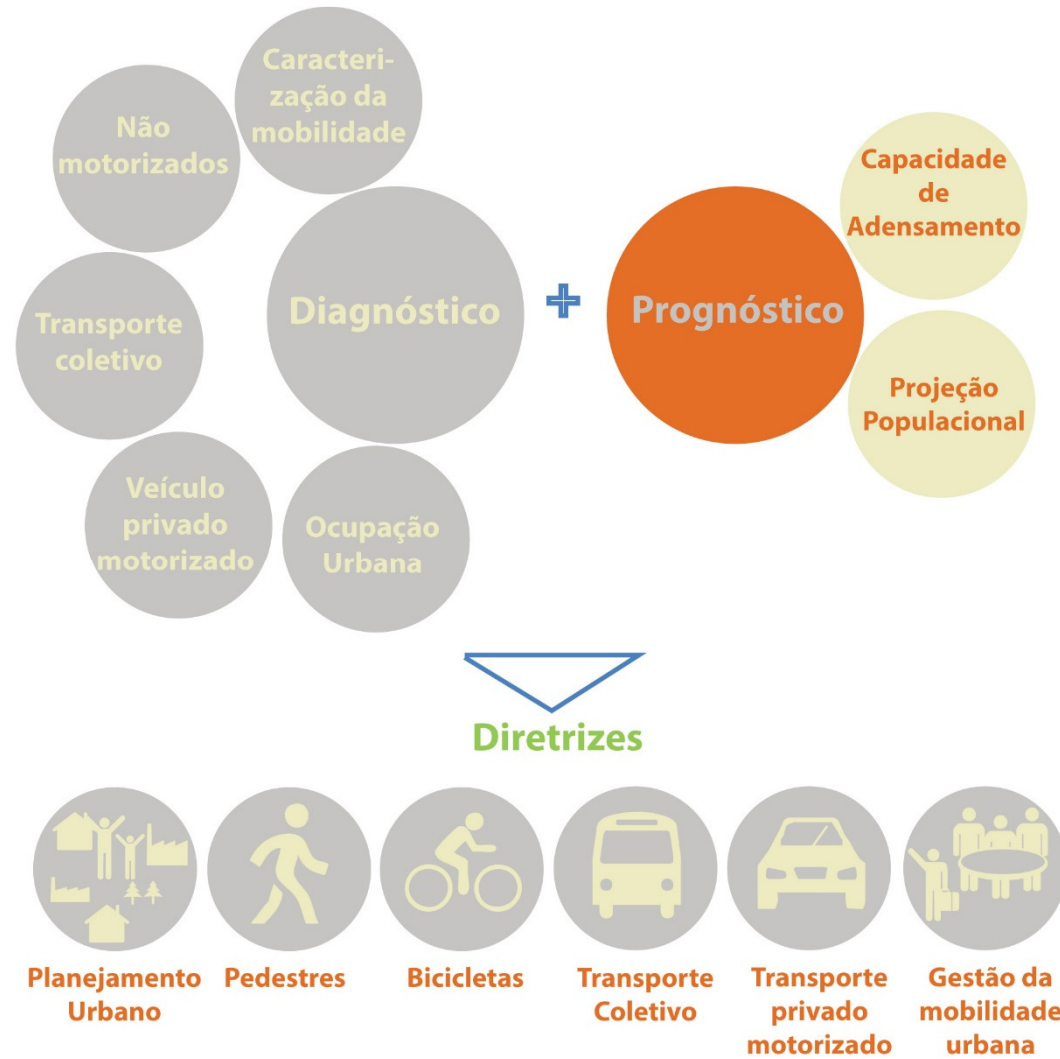 Caracteri-
zação da
mobilidade
Não
motorizados
Capacidade
de
Adensamento
Diagnóstico
+
Prognóstico
Transporte
coletivo
Projeção
Populacional
Veículo
privado
motorizado
Ocupação
Urbana
Diretrizes
Planejamento
Urbano
Pedestres
Bicicletas
Transporte
Coletivo
Transporte
privado
motorizado
Gestão da
mobilidade
urbana